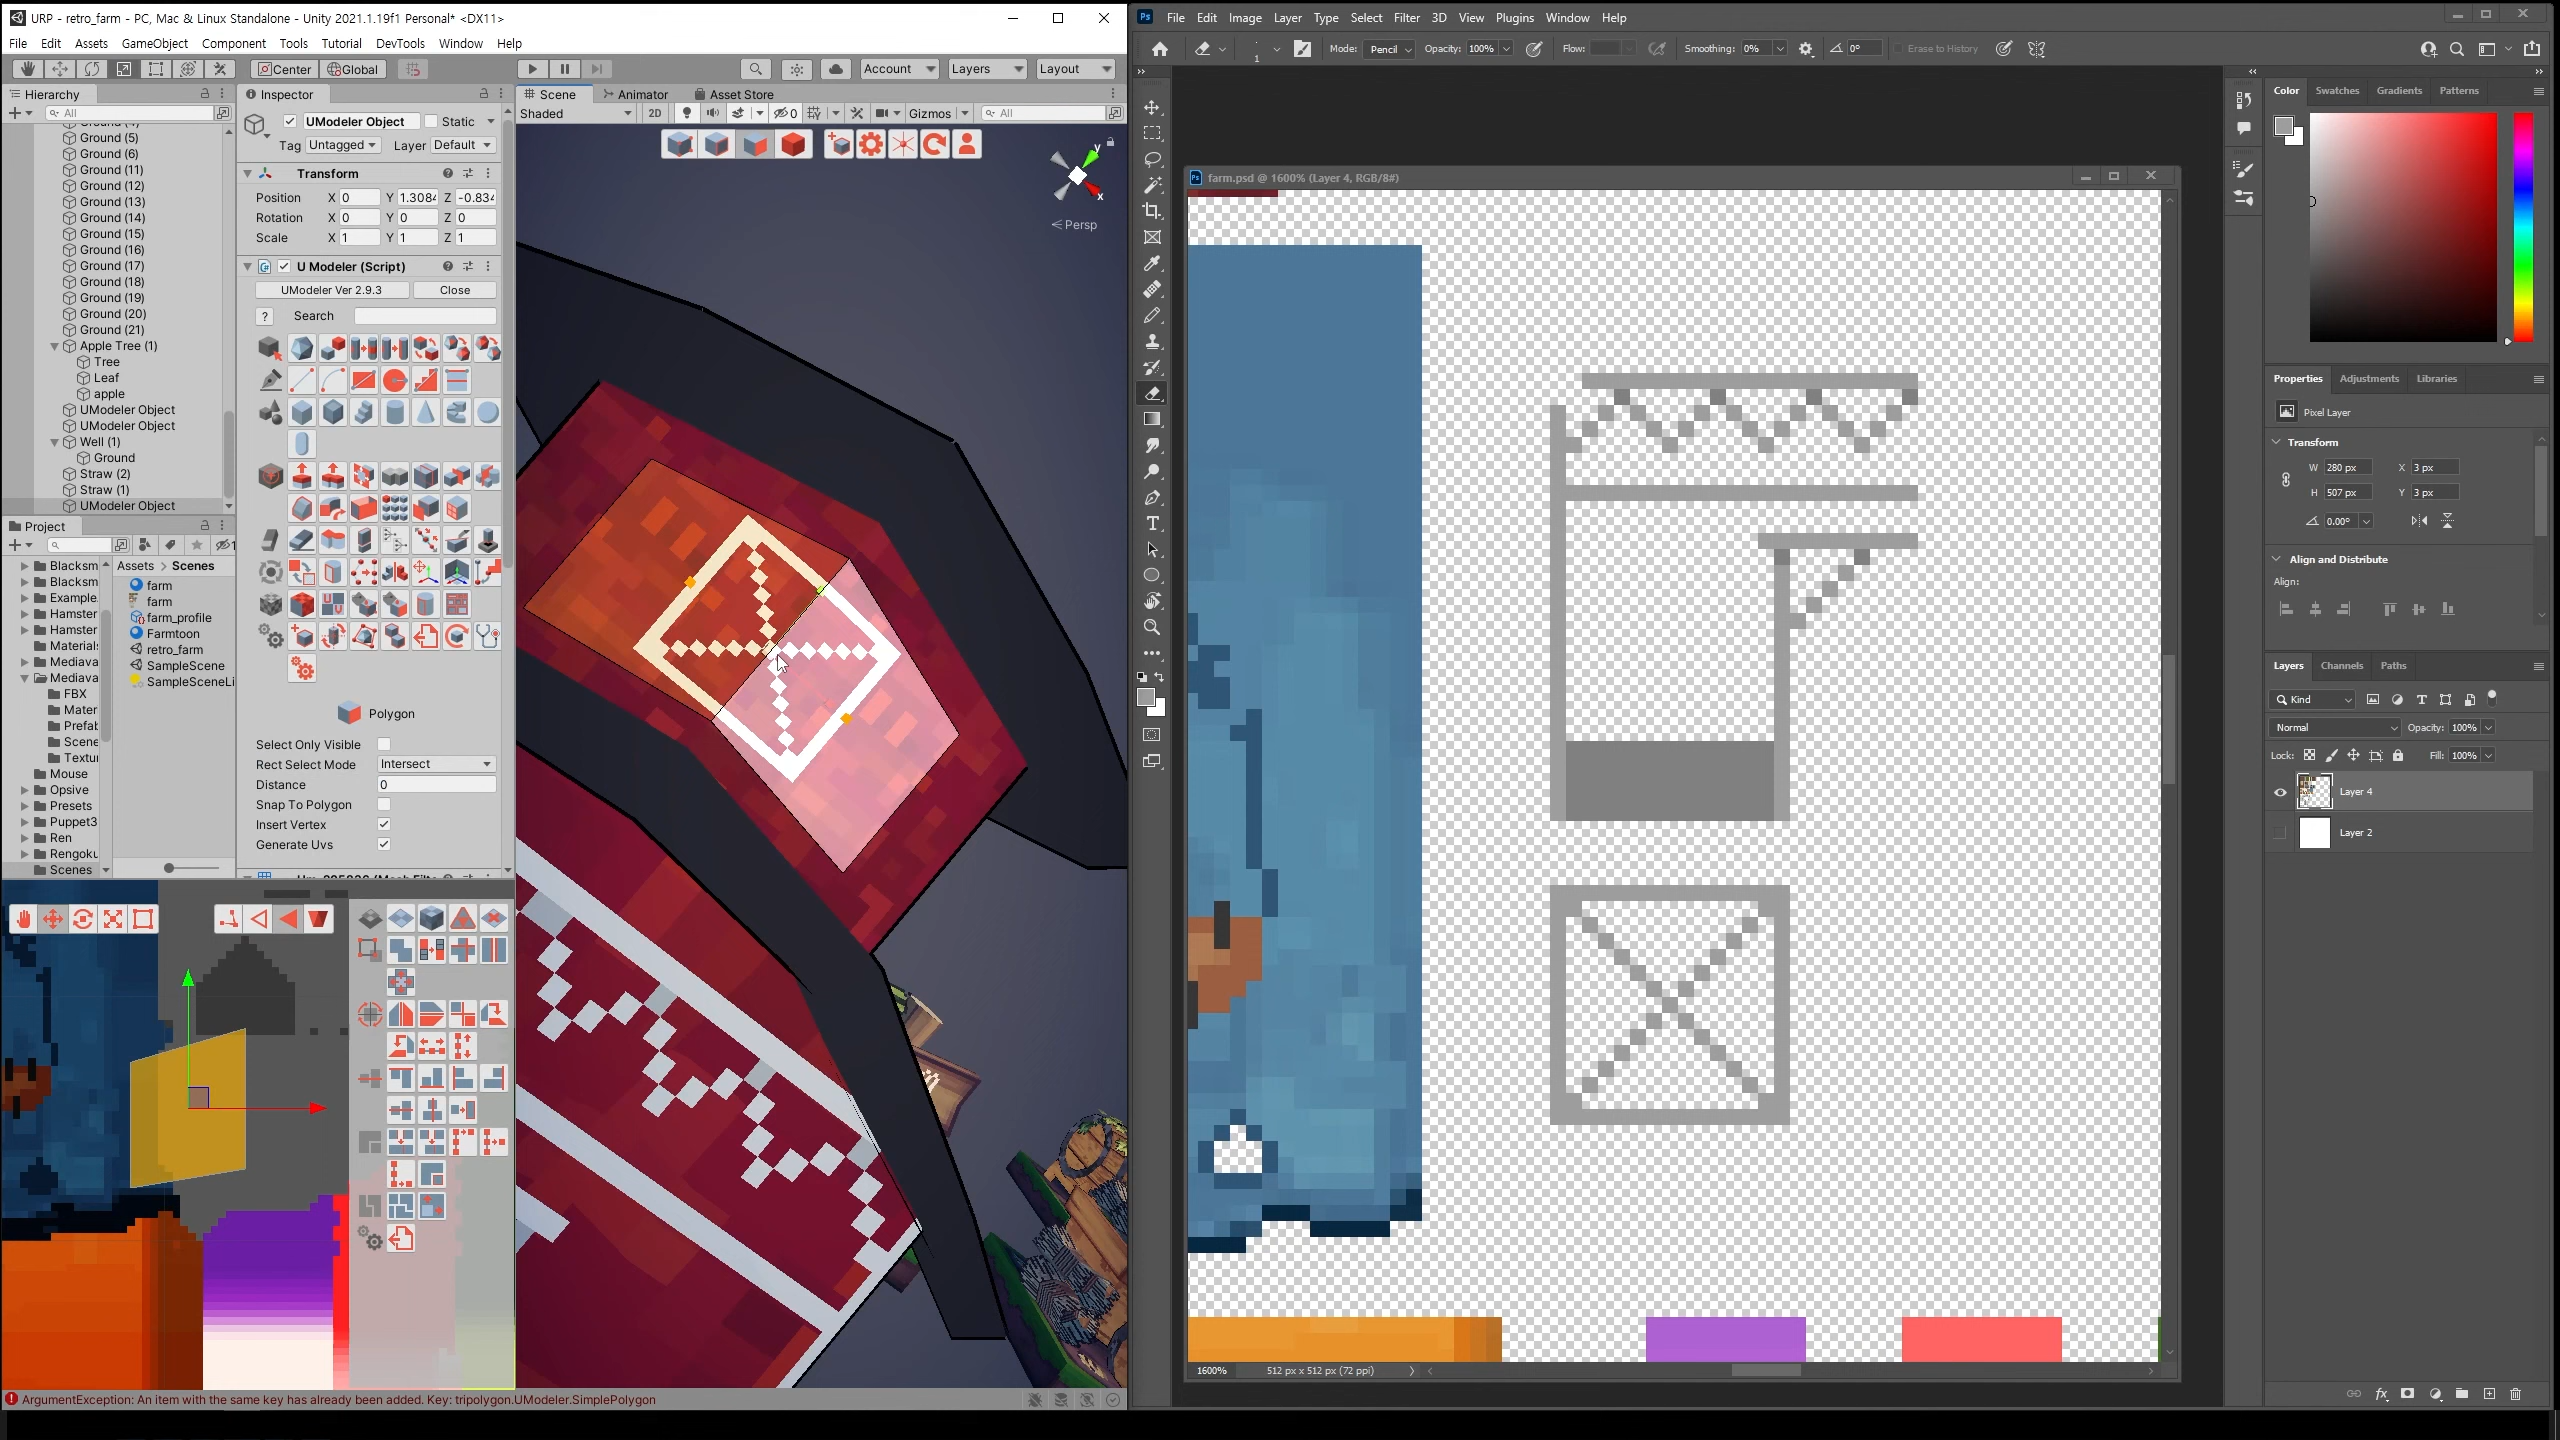 URP - retro_farm - PC, Mac & Linux Standalone - Unity 2021.1.19f1 Personal* <DX11>
File Edit Assets GameObject Component Tools Tutorial DevTools Window Help
Center Global Account Layers Layout
Hierarchy
All
Ground (5)
Ground (6)
Ground (11)
Ground (12)
Ground (13)
Ground (14)
Ground (15)
Ground (16)
Ground (17)
Ground (18)
Ground (19)
Ground (20)
Ground (21)
Apple Tree (1)
Tree
Leaf
apple
UModeler Object
UModeler Object
Well (1)
Ground
Straw (2)
Straw (1)
UModeler Object
Project
Blacksm
Blacksm
Example
Hamster
Hamster
Materials
Mediava
Mediava
FBX
Mater
Prefab
Scene
Textu
Mouse
Opsive
Presets
Puppet3
Ren
Rengoku
Scenes
Assets > Scenes
farm
farm
farm_profile
Farmtoon
retro_farm
SampleScene
SampleSceneLi
Inspector
UModeler Object Static
Tag Untagged Layer Default
Transform
Position X 0 Y 1.3084 Z -0.834
Rotation X 0 Y 0 Z 0
Scale X 1 Y 1 Z 1
U Modeler (Script)
UModeler Ver 2.9.3 Close
? Search
Polygon
Select Only Visible
Rect Select Mode Intersect
Distance 0
Snap To Polygon
Insert Vertex
Generate Uvs
Scene Animator Asset Store
Shaded 2D 0 Gizmos All
y
x
Persp
ArgumentException: An item with the same key has already been added. Key: tripolygon.UModeler.SimplePolygon
Ps File Edit Image Layer Type Select Filter 3D View Plugins Window Help
1 Mode: Pencil Opacity: 100% Flow: Smoothing: 0% 0° Erase to History
farm.psd @ 1600% (Layer 4, RGB/8#)
1600% 512 px x 512 px (72 ppi)
Color Swatches Gradients Patterns
Properties Adjustments Libraries
Pixel Layer
Transform
W 280 px X 3 px
H 507 px Y 3 px
0.00°
Align and Distribute
Align:
Layers Channels Paths
Kind
Normal Opacity: 100%
Lock: Fill: 100%
Layer 4
Layer 2